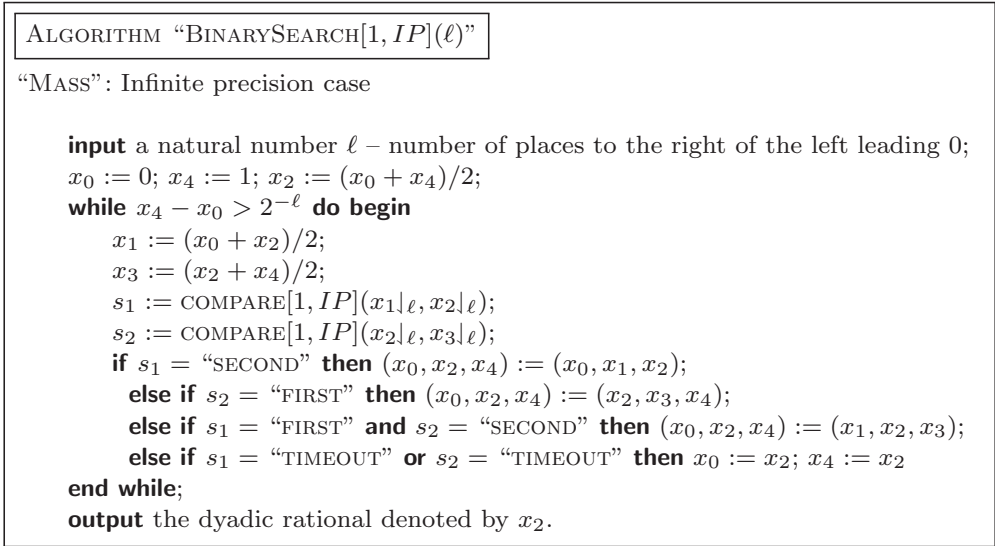 ALGORITHM “BINARYSEARCH[1, IP](ℓ)”
“MASS”: Infinite precision case
input a natural number ℓ – number of places to the right of the left leading 0;
x₀ := 0; x₄ := 1; x₂ := (x₀ + x₄)/2;
while x₄ − x₀ > 2^{−ℓ} do begin
x₁ := (x₀ + x₂)/2;
x₃ := (x₂ + x₄)/2;
s₁ := COMPARE[1, IP](x₁⌋_ℓ, x₂⌋_ℓ);
s₂ := COMPARE[1, IP](x₂⌋_ℓ, x₃⌋_ℓ);
if s₁ = “SECOND” then (x₀, x₂, x₄) := (x₀, x₁, x₂);
else if s₂ = “FIRST” then (x₀, x₂, x₄) := (x₂, x₃, x₄);
else if s₁ = “FIRST” and s₂ = “SECOND” then (x₀, x₂, x₄) := (x₁, x₂, x₃);
else if s₁ = “TIMEOUT” or s₂ = “TIMEOUT” then x₀ := x₂; x₄ := x₂
end while;
output the dyadic rational denoted by x₂.